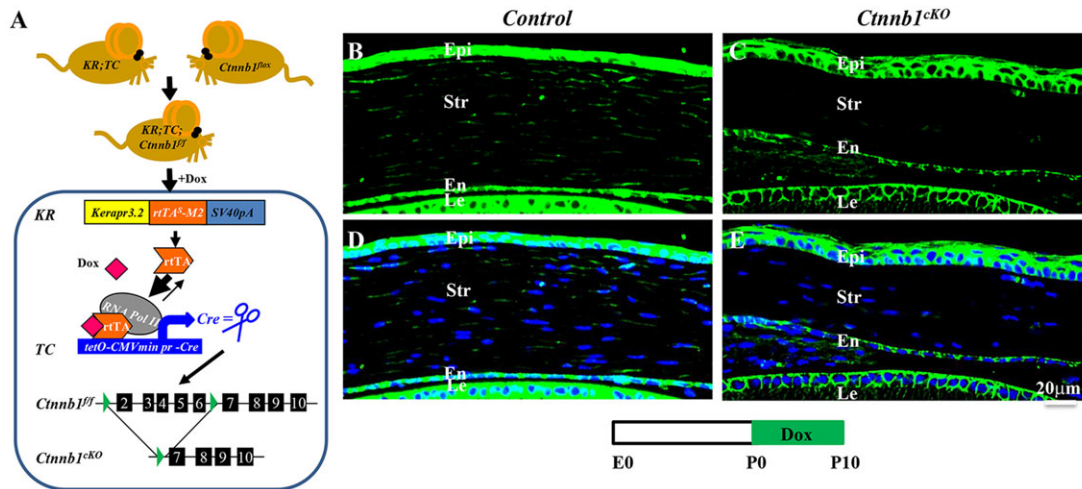 A
KR;TC
Ctnnb1flox
KR;TC;
Ctnnb1f/f
+Dox
KR
Kerapr3.2 rtTAS-M2 SV40pA
Dox
rtTA
RNA Pol II
rtTA
Cre =
tetO-CMVmin pr -Cre
TC
Ctnnb1f/f 2 3 4 5 6 7 8 9 10
Ctnnb1cKO 7 8 9 10
Control
Ctnnb1cKO
B
Epi
Str
En
Le
C
Epi
Str
En
Le
D
Epi
Str
En
Le
E
Epi
Str
En
Le
20μm
Dox
E0 P0 P10